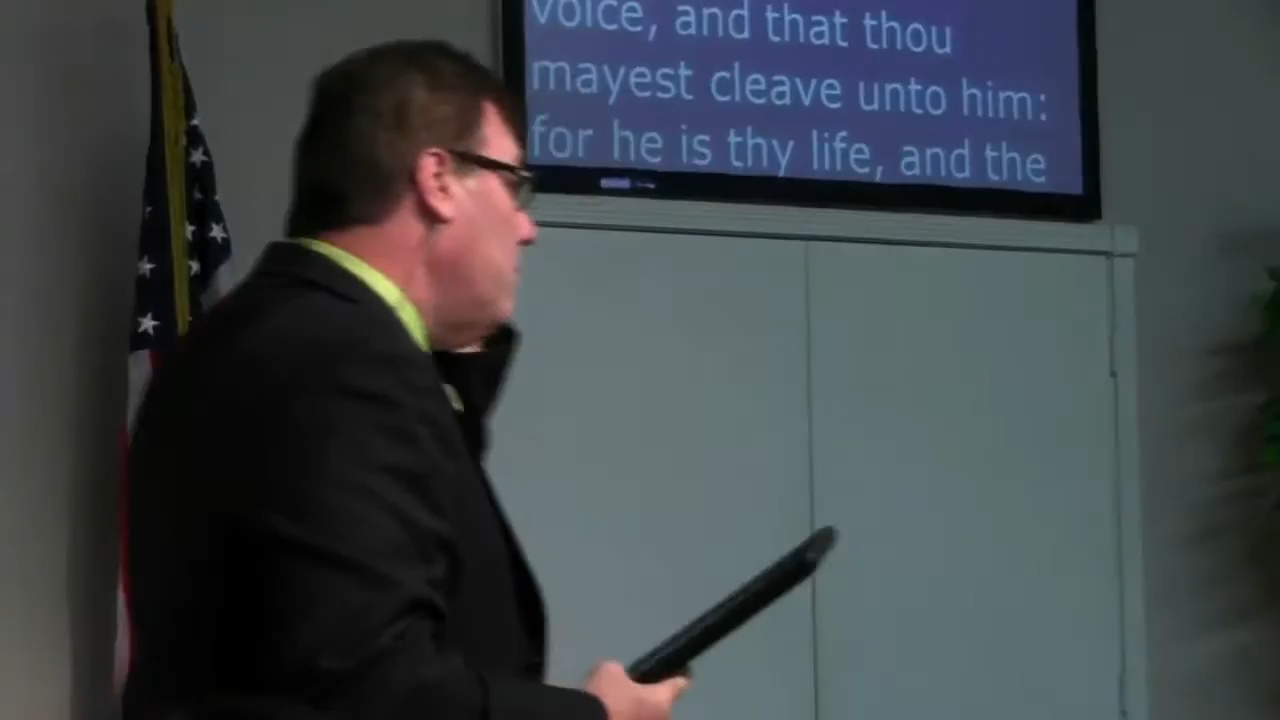 voice, and that thou
mayest cleave unto him:
for he is thy life, and the